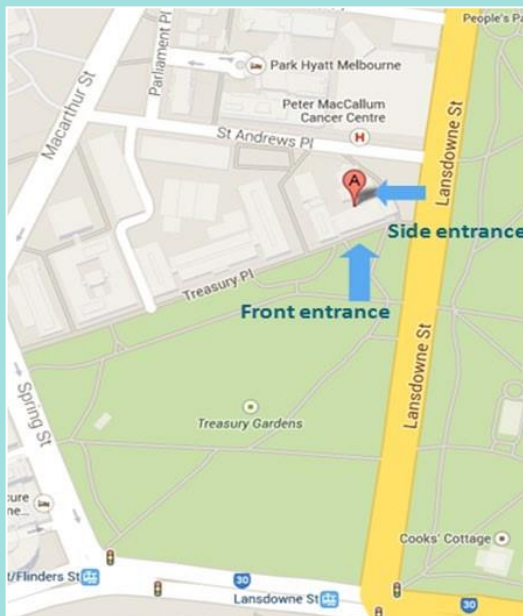 People's Pa
Macarthur St
Parliament Pl
Park Hyatt Melbourne
Peter MacCallum
Cancer Centre
H
St Andrews Pl
A
Lansdowne St
Side entrance
Treasury Pl
Front entrance
Lansdowne St
Spring St
Treasury Gardens
cure
ne...
Cooks' Cottage
t/Flinders St
30
Lansdowne St
30